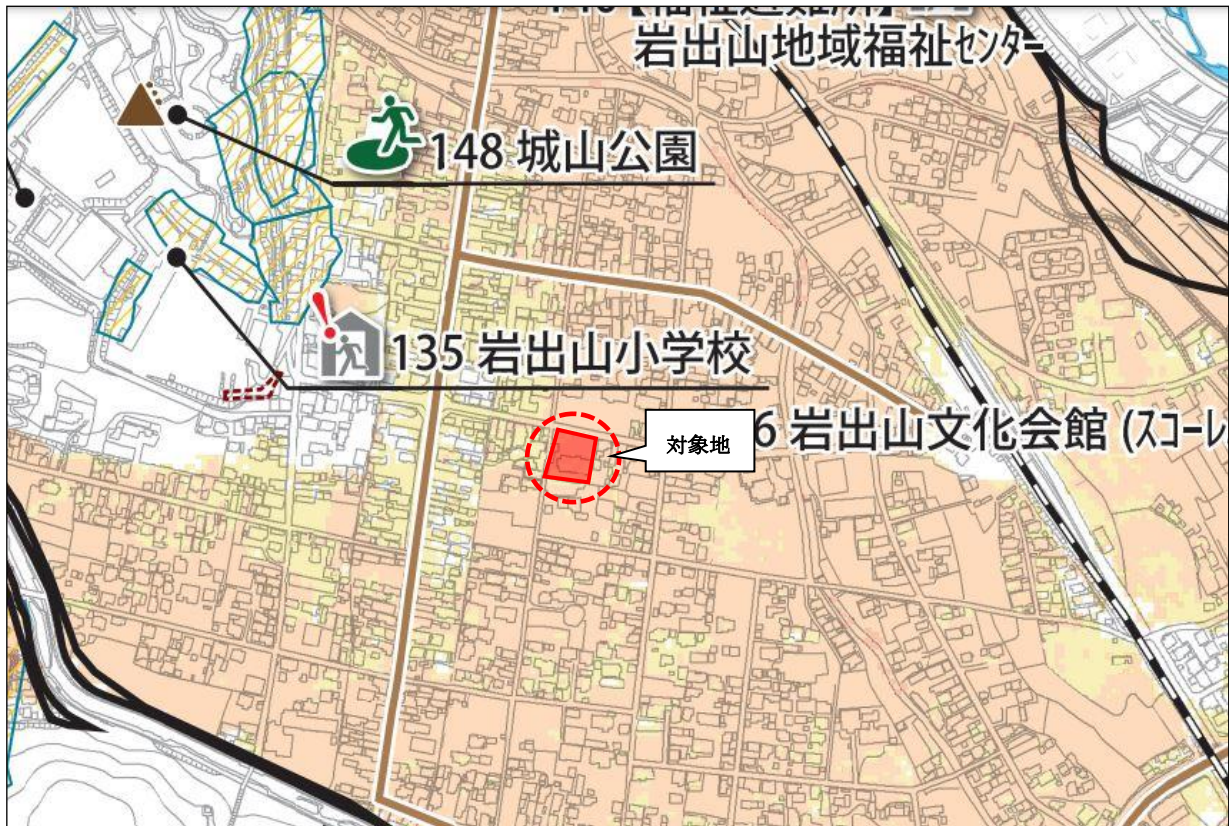 岩出山地域福祉センター
148 城山公園
135 岩出山小学校
対象地
6 岩出山文化会館 (スコーレ